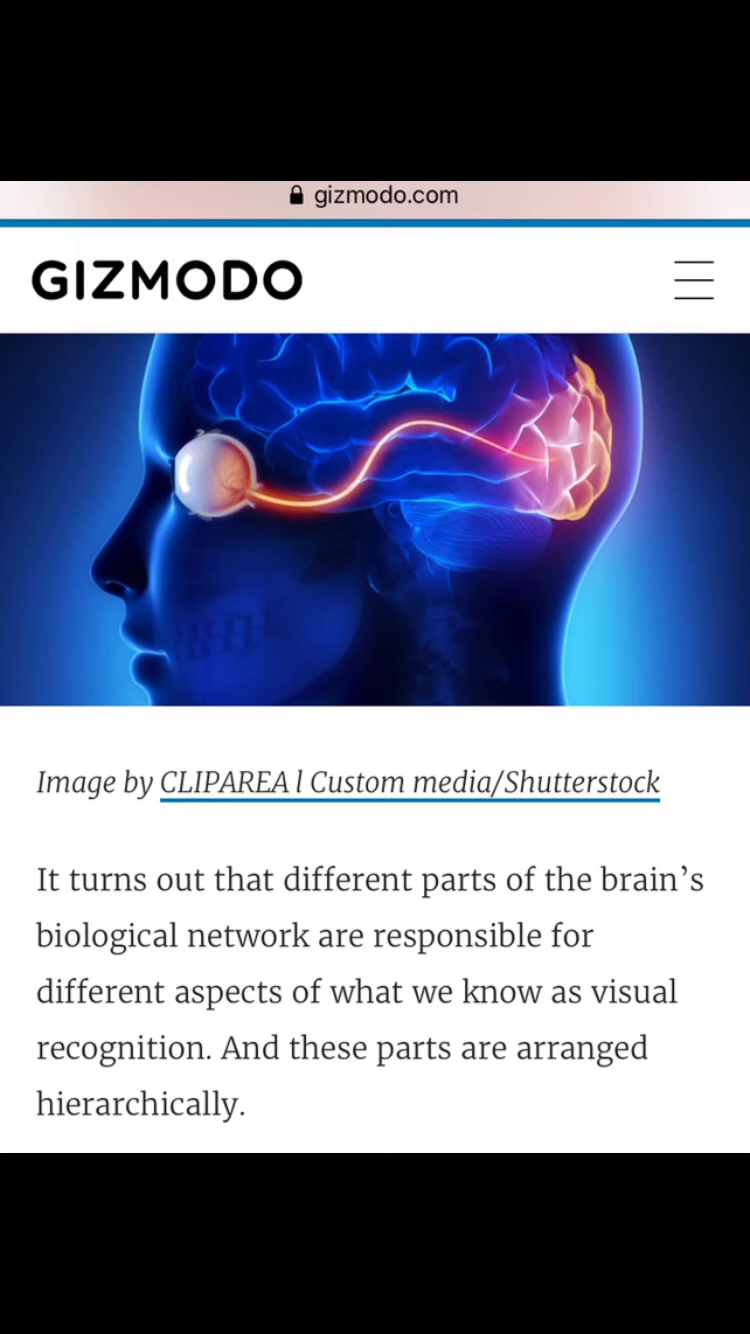 gizmodo.com
GIZMODO
Image by CLIPAREA l Custom media/Shutterstock
It turns out that different parts of the brain’s
biological network are responsible for
different aspects of what we know as visual
recognition. And these parts are arranged
hierarchically.